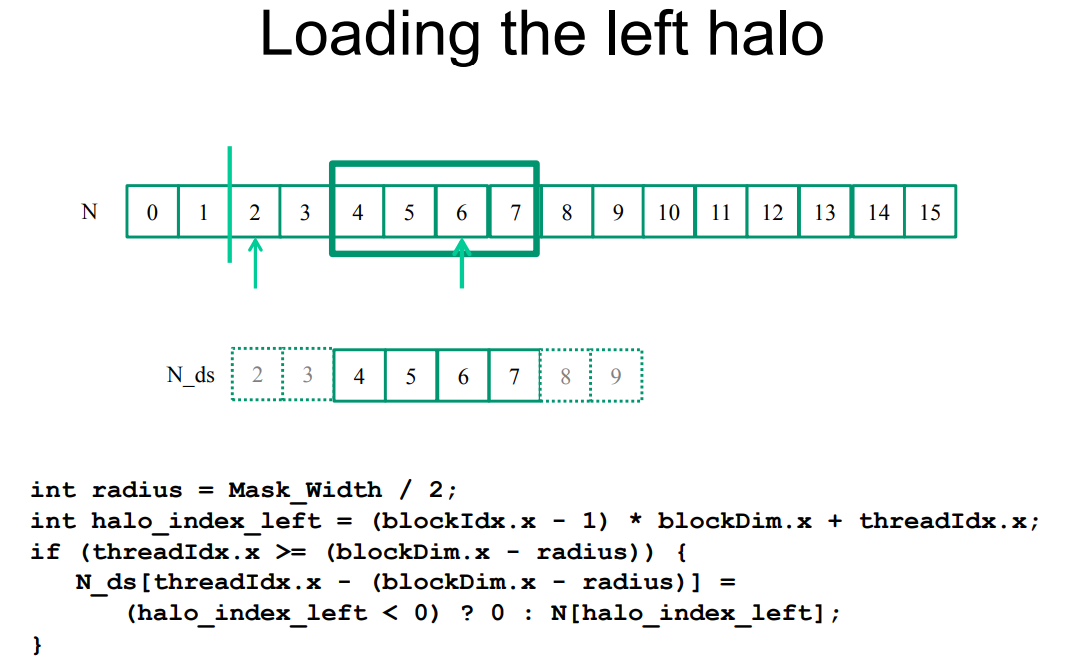 Loading the left halo
N 0 1 2 3 4 5 6 7 8 9 10 11 12 13 14 15
N_ds 2 3 4 5 6 7 8 9
int radius = Mask_Width / 2;
int halo_index_left = (blockIdx.x - 1) * blockDim.x + threadIdx.x;
if (threadIdx.x >= (blockDim.x - radius)) {
N_ds[threadIdx.x - (blockDim.x - radius)] =
(halo_index_left < 0) ? 0 : N[halo_index_left];
}